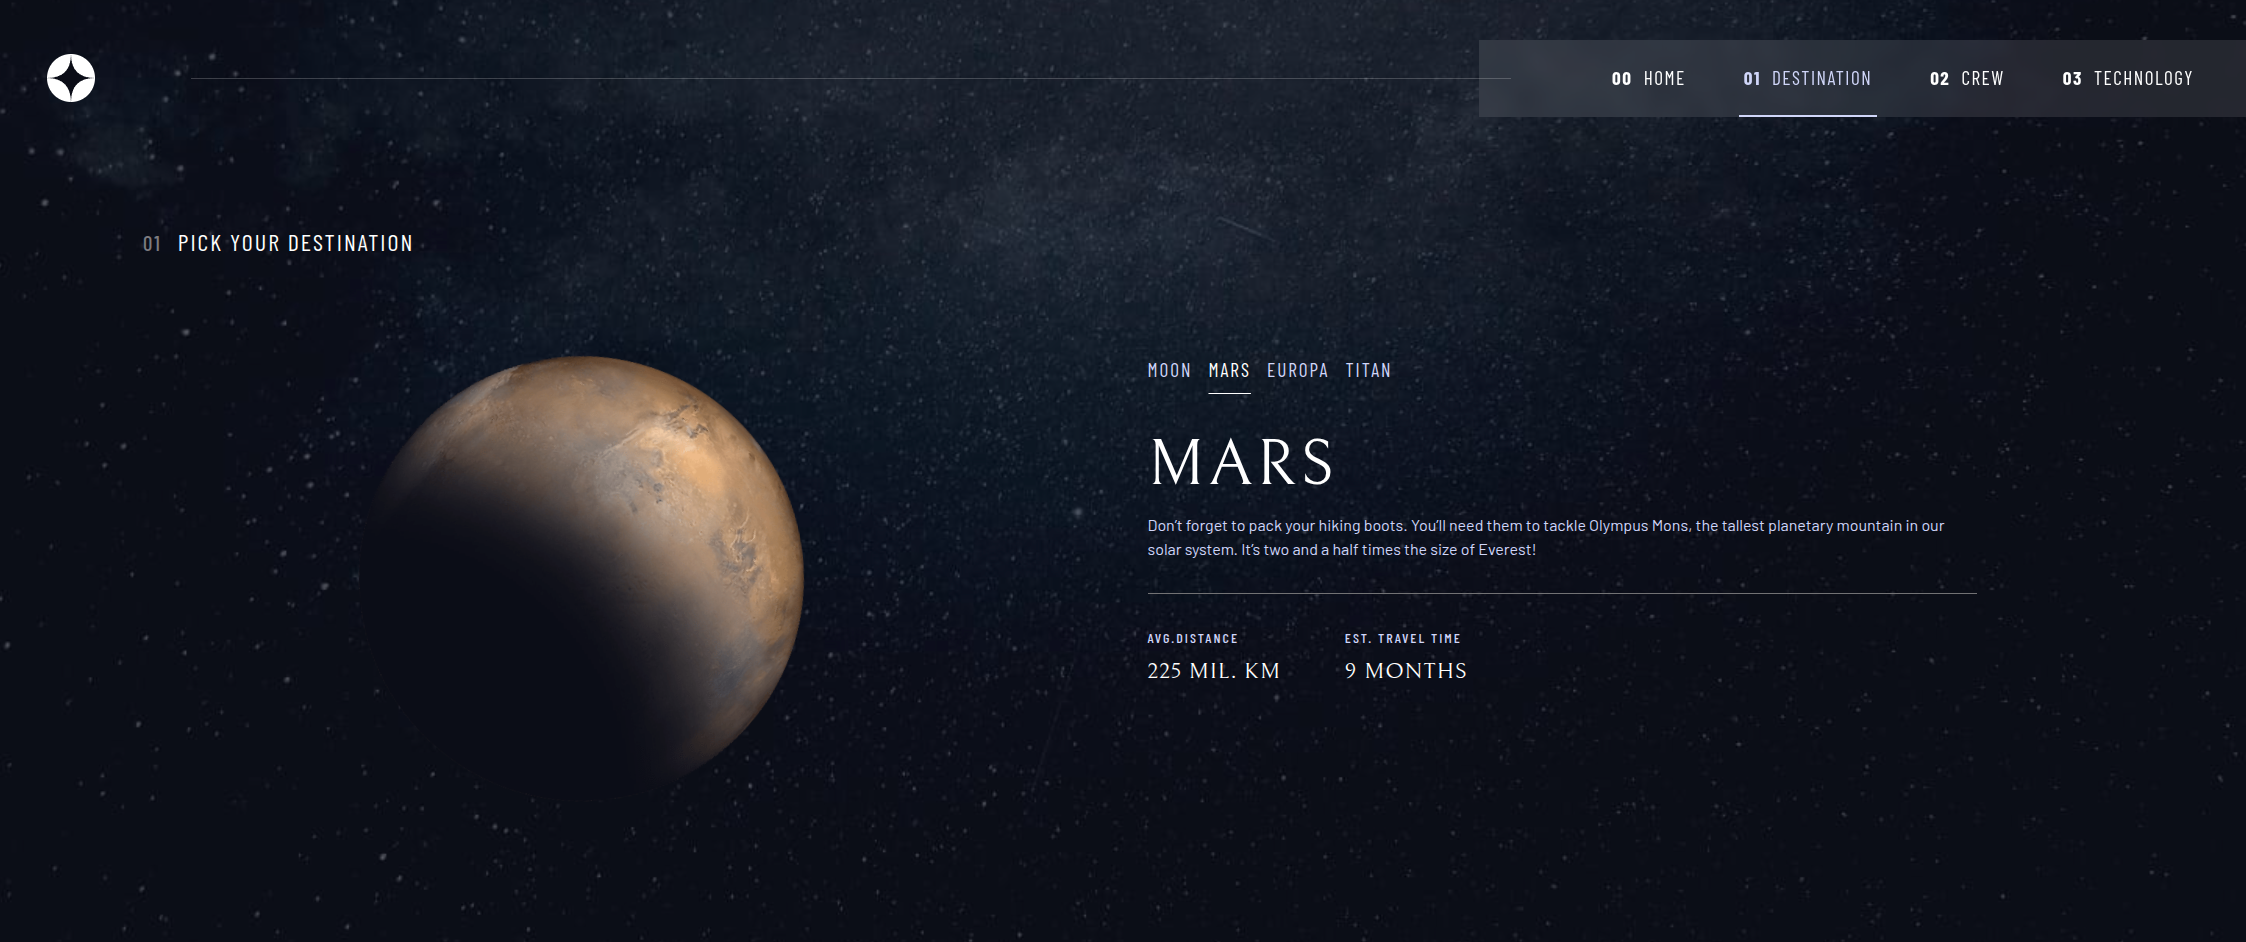 00 HOME 01 DESTINATION 02 CREW 03 TECHNOLOGY
01 PICK YOUR DESTINATION
MOON MARS EUROPA TITAN
MARS
Don’t forget to pack your hiking boots. You’ll need them to tackle Olympus Mons, the tallest planetary mountain in our
solar system. It’s two and a half times the size of Everest!
AVG.DISTANCE EST. TRAVEL TIME
225 MIL. KM 9 MONTHS